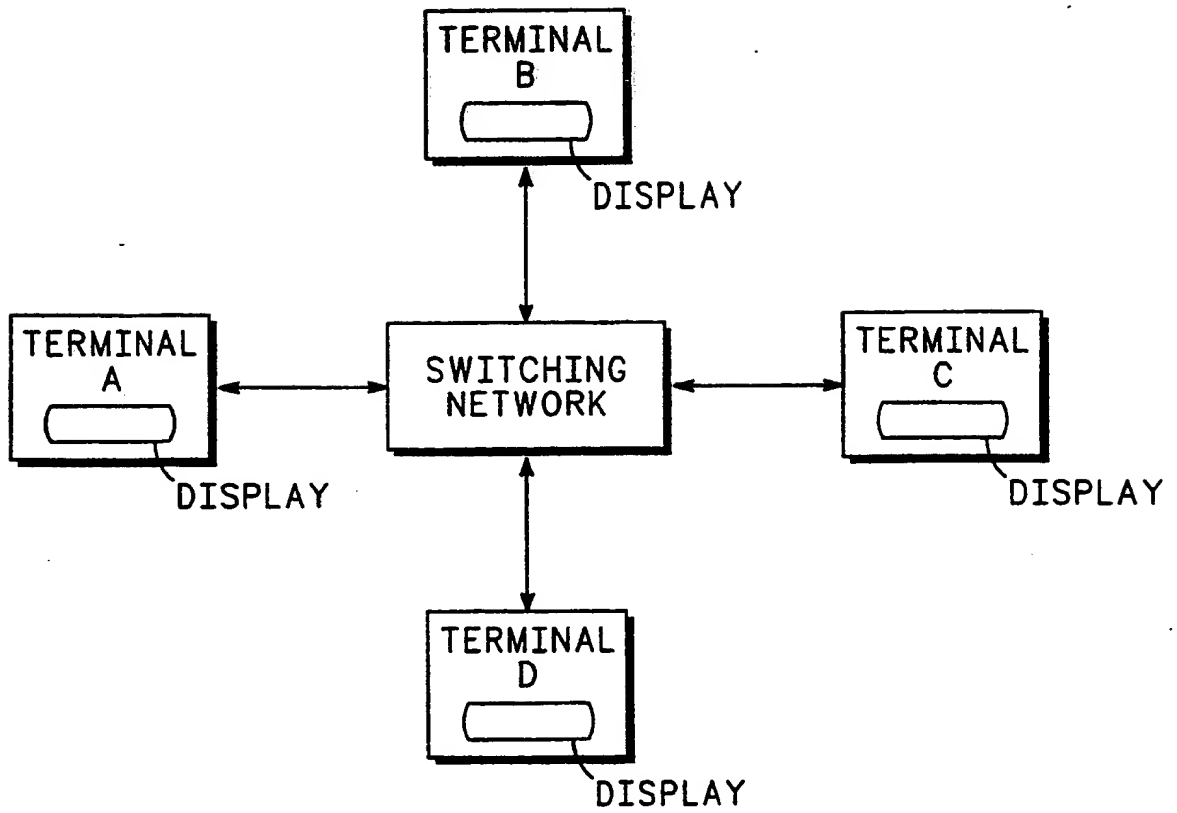 TERMINAL
B
DISPLAY
TERMINAL
A
DISPLAY
SWITCHING
NETWORK
TERMINAL
C
DISPLAY
TERMINAL
D
DISPLAY